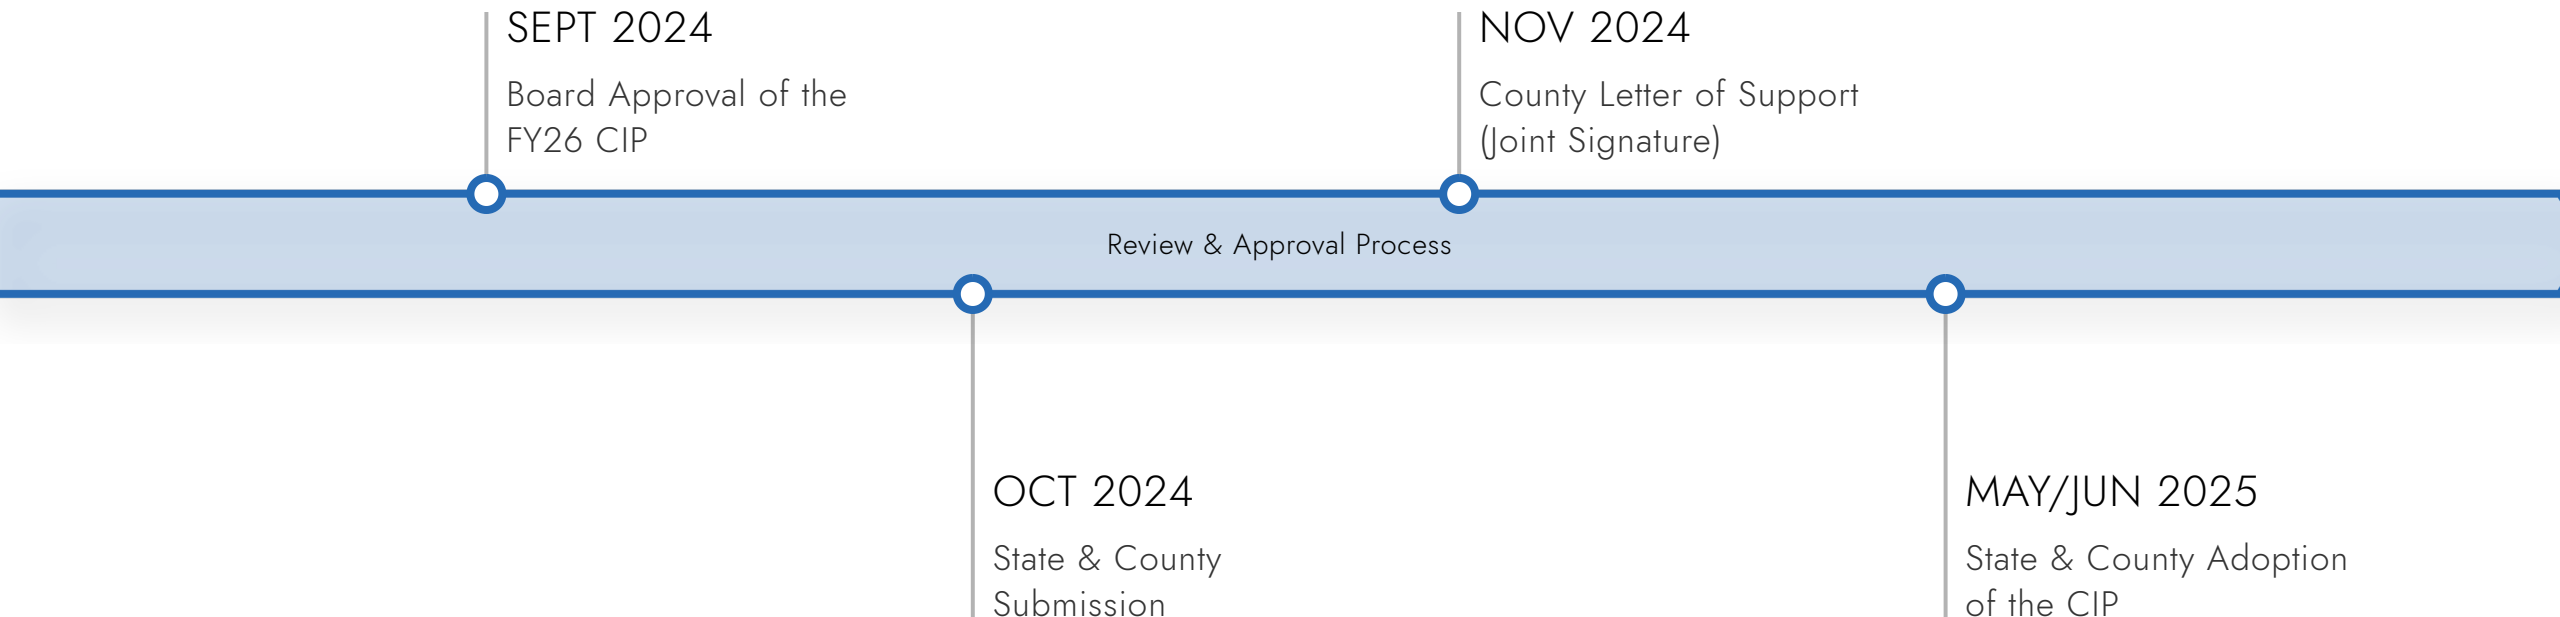 SEPT 2024
Board Approval of the
FY26 CIP
NOV 2024
County Letter of Support
(Joint Signature)
Review & Approval Process
OCT 2024
State & County
Submission
MAY/JUN 2025
State & County Adoption
of the CIP